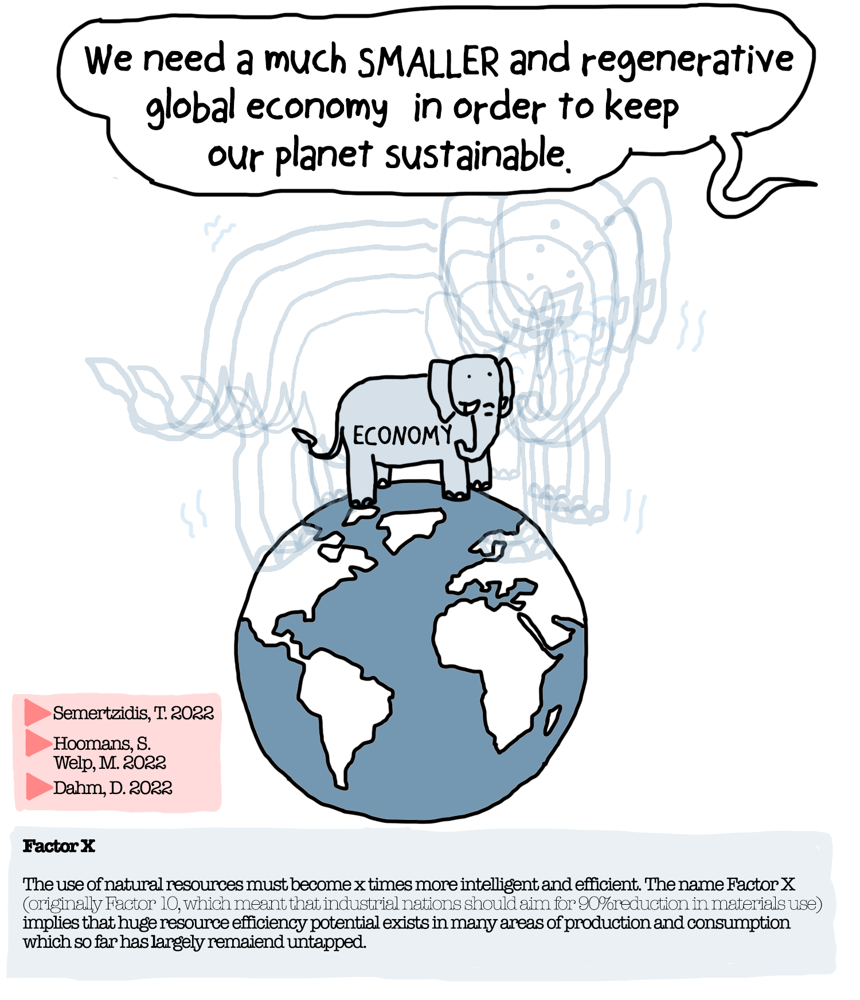 We need a much SMALLER and regenerative
global economy in order to keep
our planet sustainable.
ECONOMY
Semertzidis, T. 2022
Hoomans, S.
Welp, M. 2022
Dahm, D. 2022
Factor X
The use of natural resources must become x times more intelligent and efficient. The name Factor X
(originally Factor 10, which meant that industrial nations should aim for 90%reduction in materials use)
implies that huge resource efficiency potential exists in many areas of production and consumption
which so far has largely remaiend untapped.